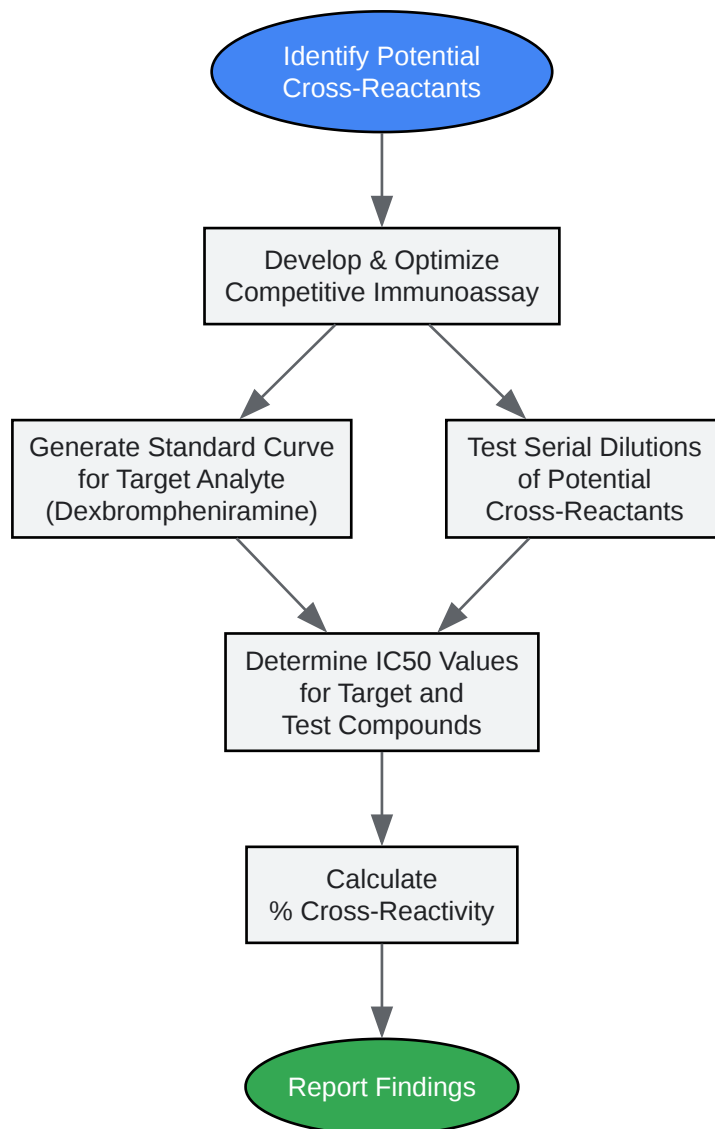 Identify Potential
Cross-Reactants
Develop & Optimize
Competitive Immunoassay
Generate Standard Curve
for Target Analyte
(Dexbrompheniramine)
Test Serial Dilutions
of Potential
Cross-Reactants
Determine IC50 Values
for Target and
Test Compounds
Calculate
% Cross-Reactivity
Report Findings